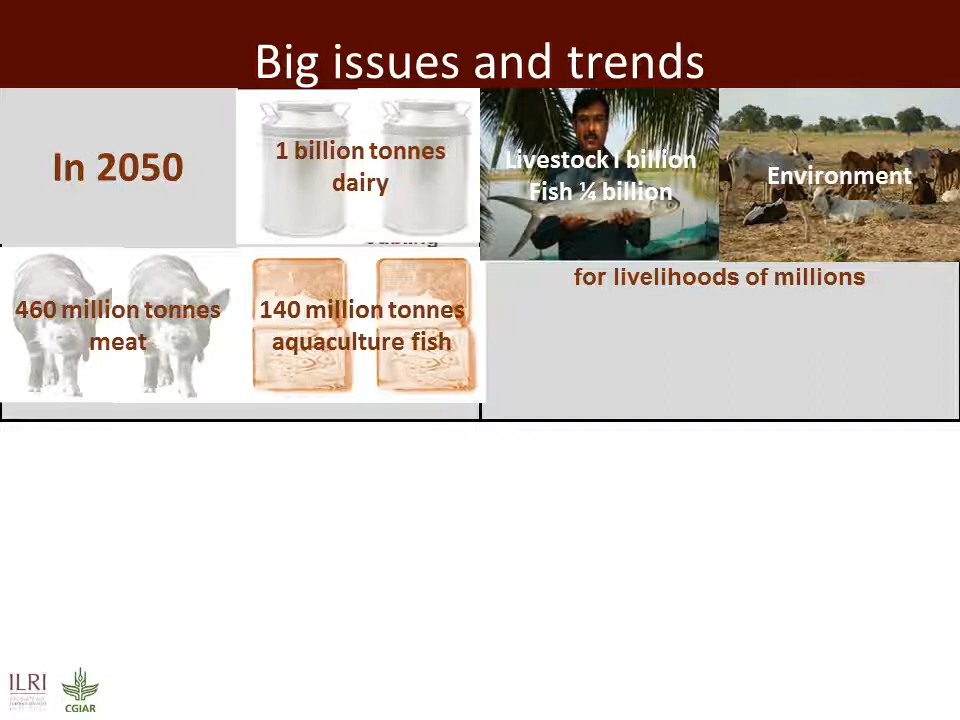 Big issues and trends
In 2050
1 billion tonnes
dairy
Livestock I billion
Fish ¼ billion
Environment
for livelihoods of millions
460 million tonnes
meat
140 million tonnes
aquaculture fish
ILRI
CGIAR